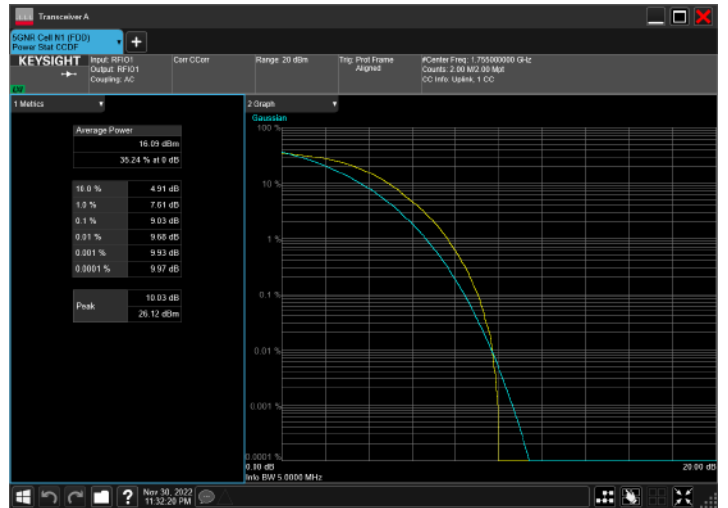 Transceiver A
5GNR Cell N1 (FDD)
Power Stat CCDF
KEYSIGHT
Input: RFIO1
Output: RFIO1
Coupling: AC
Corr CCorr
Range: 20 dBm
Trig: Prot Frame
Aligned
#Center Freq: 1.755000000 GHz
Counts: 2.00 M/2.00 Mpt
CC Info: Uplink, 1 CC
1 Metrics
2 Graph
Average Power
16.09 dBm
35.24 % at 0 dB
10.0 % 4.91 dB
1.0 % 7.61 dB
0.1 % 9.03 dB
0.01 % 9.68 dB
0.001 % 9.93 dB
0.0001 % 9.97 dB
Peak 10.03 dB
26.12 dBm
Gaussian
100 %
10 %
1 %
0.1 %
0.01 %
0.001 %
0.0001 %
0.00 dB
20.00 dB
Info BW 5.0000 MHz
Nov 30, 2022
11:32:20 PM